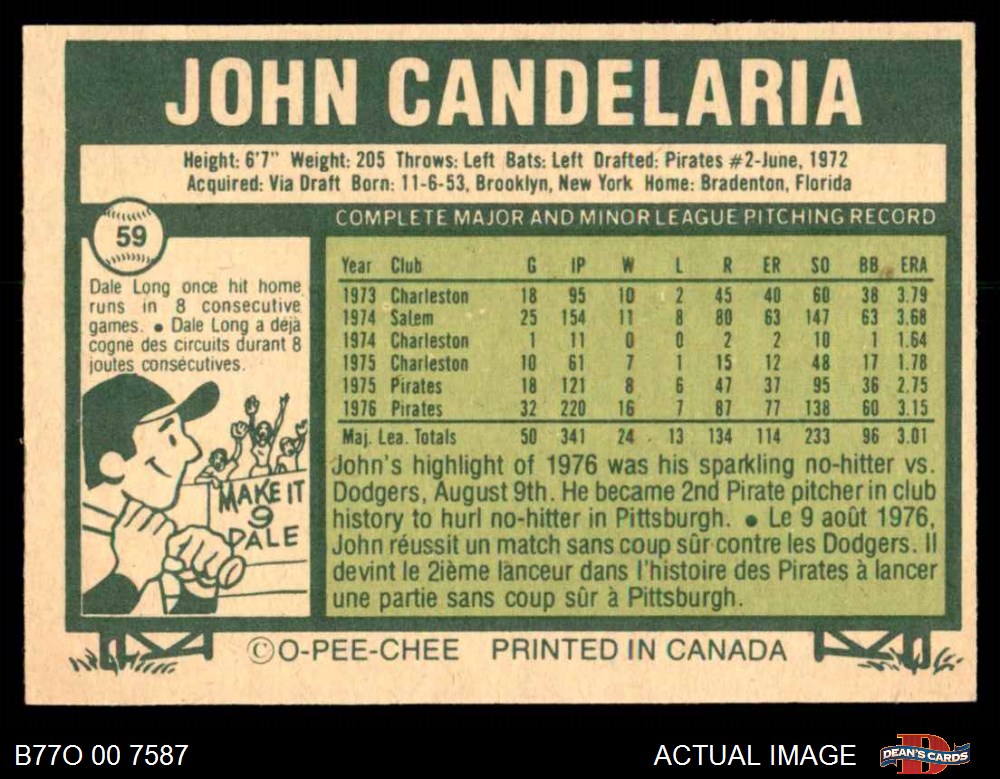 JOHN CANDELARIA
Height: 6'7" Weight: 205 Throws: Left Bats: Left Drafted: Pirates #2-June, 1972
Acquired: Via Draft Born: 11-6-53, Brooklyn, New York Home: Bradenton, Florida
59
Dale Long once hit home
runs in 8 consecutive
games. • Dale Long a déjà
cogné des circuits durant 8
joutes consécutives.
MAKE IT
9
DALE
COMPLETE MAJOR AND MINOR LEAGUE PITCHING RECORD
Year Club G IP W L R ER SO BB ERA
1973 Charleston 18 95 10 2 45 40 60 38 3.79
1974 Salem 25 154 11 8 80 63 147 63 3.68
1974 Charleston 1 11 0 0 2 2 10 1 1.64
1975 Charleston 10 61 7 1 15 12 48 17 1.78
1975 Pirates 18 121 8 6 47 37 95 36 2.75
1976 Pirates 32 220 16 7 87 77 138 60 3.15
Maj. Lea. Totals 50 341 24 13 134 114 233 96 3.01
John's highlight of 1976 was his sparkling no-hitter vs.
Dodgers, August 9th. He became 2nd Pirate pitcher in club
history to hurl no-hitter in Pittsburgh. • Le 9 août 1976,
John réussit un match sans coup sûr contre les Dodgers. Il
devint le 2ième lanceur dans l'histoire des Pirates à lancer
une partie sans coup sûr à Pittsburgh.
©O-PEE-CHEE PRINTED IN CANADA
B77O 00 7587
ACTUAL IMAGE
D
DEAN'S CARDS